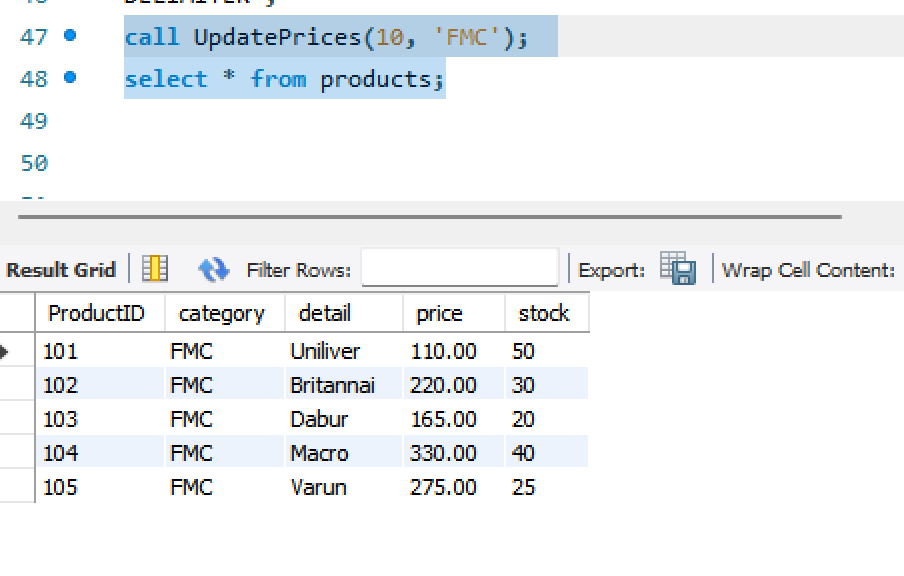 DELIMITER ;
47 call UpdatePrices(10, 'FMC');
48 select * from products;
49
50
Result Grid Filter Rows: Export: Wrap Cell Content:
ProductID category detail price stock
101 FMC Uniliver 110.00 50
102 FMC Britannai 220.00 30
103 FMC Dabur 165.00 20
104 FMC Macro 330.00 40
105 FMC Varun 275.00 25